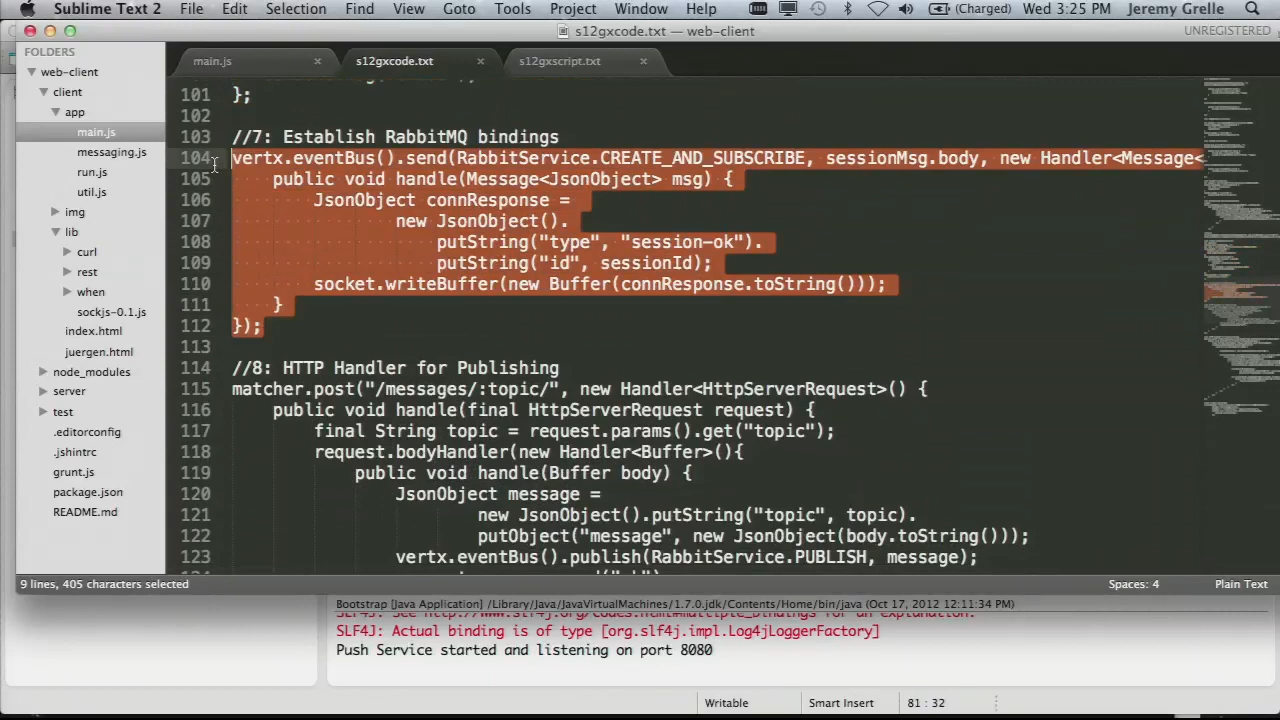 Sublime Text 2 File Edit Selection Find View Goto Tools Project Window Help (Charged) Wed 3:25 PM Jeremy Grelle
s12gxcode.txt — web-client UNREGISTERED
FOLDERS
web-client
client
app
main.js
messaging.js
run.js
util.js
img
lib
curl
rest
when
sockjs-0.1.js
index.html
juergen.html
node_modules
server
test
.editorconfig
.jshintrc
grunt.js
package.json
README.md
main.js × s12gxcode.txt × s12gxscript.txt ×
101 };
102
103 //7: Establish RabbitMQ bindings
104 vertx.eventBus().send(RabbitService.CREATE_AND_SUBSCRIBE, sessionMsg.body, new Handler<Message<
105 public void handle(Message<JsonObject> msg) {
106 JsonObject connResponse =
107 new JsonObject().
108 putString("type", "session-ok").
109 putString("id", sessionId);
110 socket.writeBuffer(new Buffer(connResponse.toString()));
111 }
112 });
113
114 //8: HTTP Handler for Publishing
115 matcher.post("/messages/:topic/", new Handler<HttpServerRequest>() {
116 public void handle(final HttpServerRequest request) {
117 final String topic = request.params().get("topic");
118 request.bodyHandler(new Handler<Buffer>(){
119 public void handle(Buffer body) {
120 JsonObject message =
121 new JsonObject().putString("topic", topic).
122 putObject("message", new JsonObject(body.toString()));
123 vertx.eventBus().publish(RabbitService.PUBLISH, message);
9 lines, 405 characters selected Spaces: 4 Plain Text
Bootstrap [Java Application] /Library/Java/JavaVirtualMachines/1.7.0.jdk/Contents/Home/bin/java (Oct 17, 2012 12:11:34 PM)
SLF4J: See http://www.slf4j.org/codes.html#multiple_bindings for an explanation.
SLF4J: Actual binding is of type [org.slf4j.impl.Log4jLoggerFactory]
Push Service started and listening on port 8080
Writable Smart Insert 81 : 32